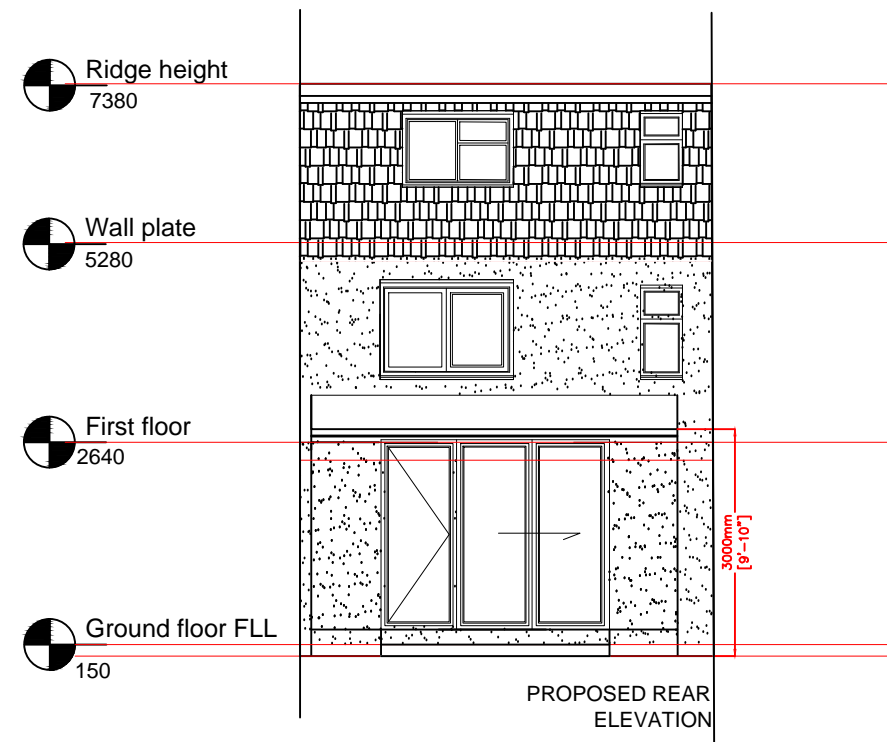 Ridge height
7380
Wall plate
5280
First floor
2640
3000mm
[9'-10"]
Ground floor FLL
150
PROPOSED REAR
ELEVATION